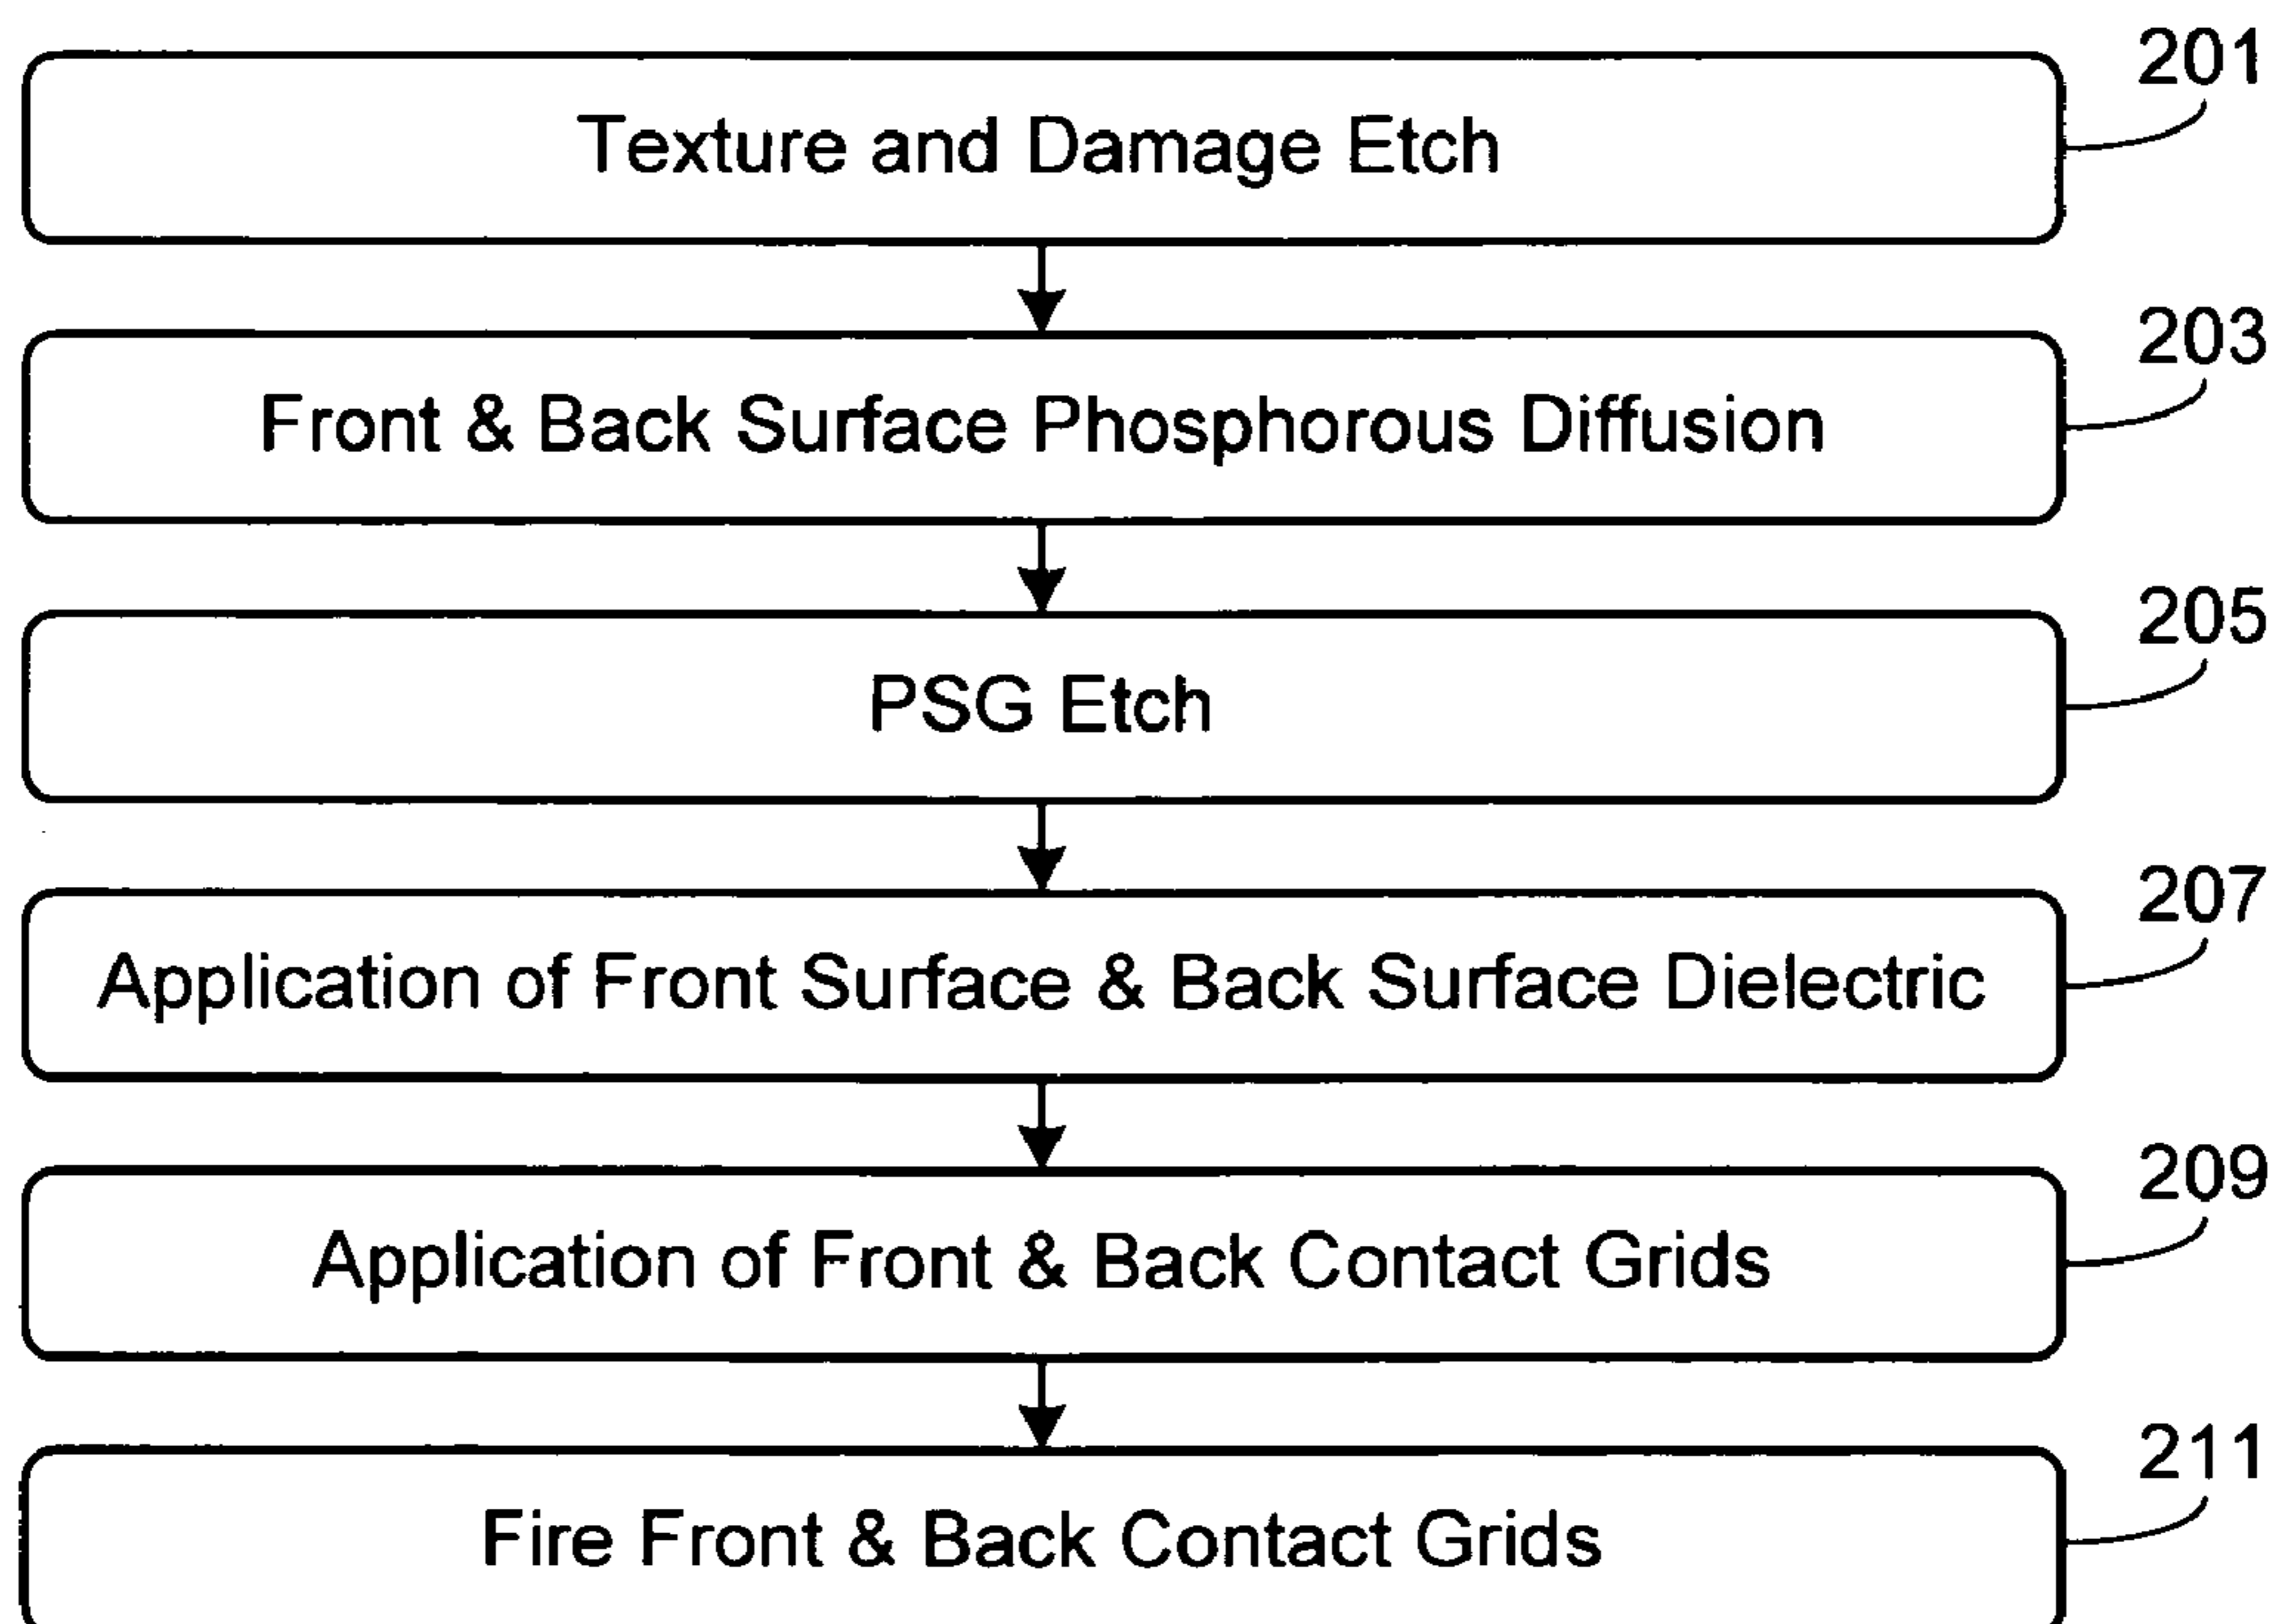 201
Texture and Damage Etch
203
Front & Back Surface Phosphorous Diffusion
205
PSG Etch
207
Application of Front Surface & Back Surface Dielectric
209
Application of Front & Back Contact Grids
211
Fire Front & Back Contact Grids